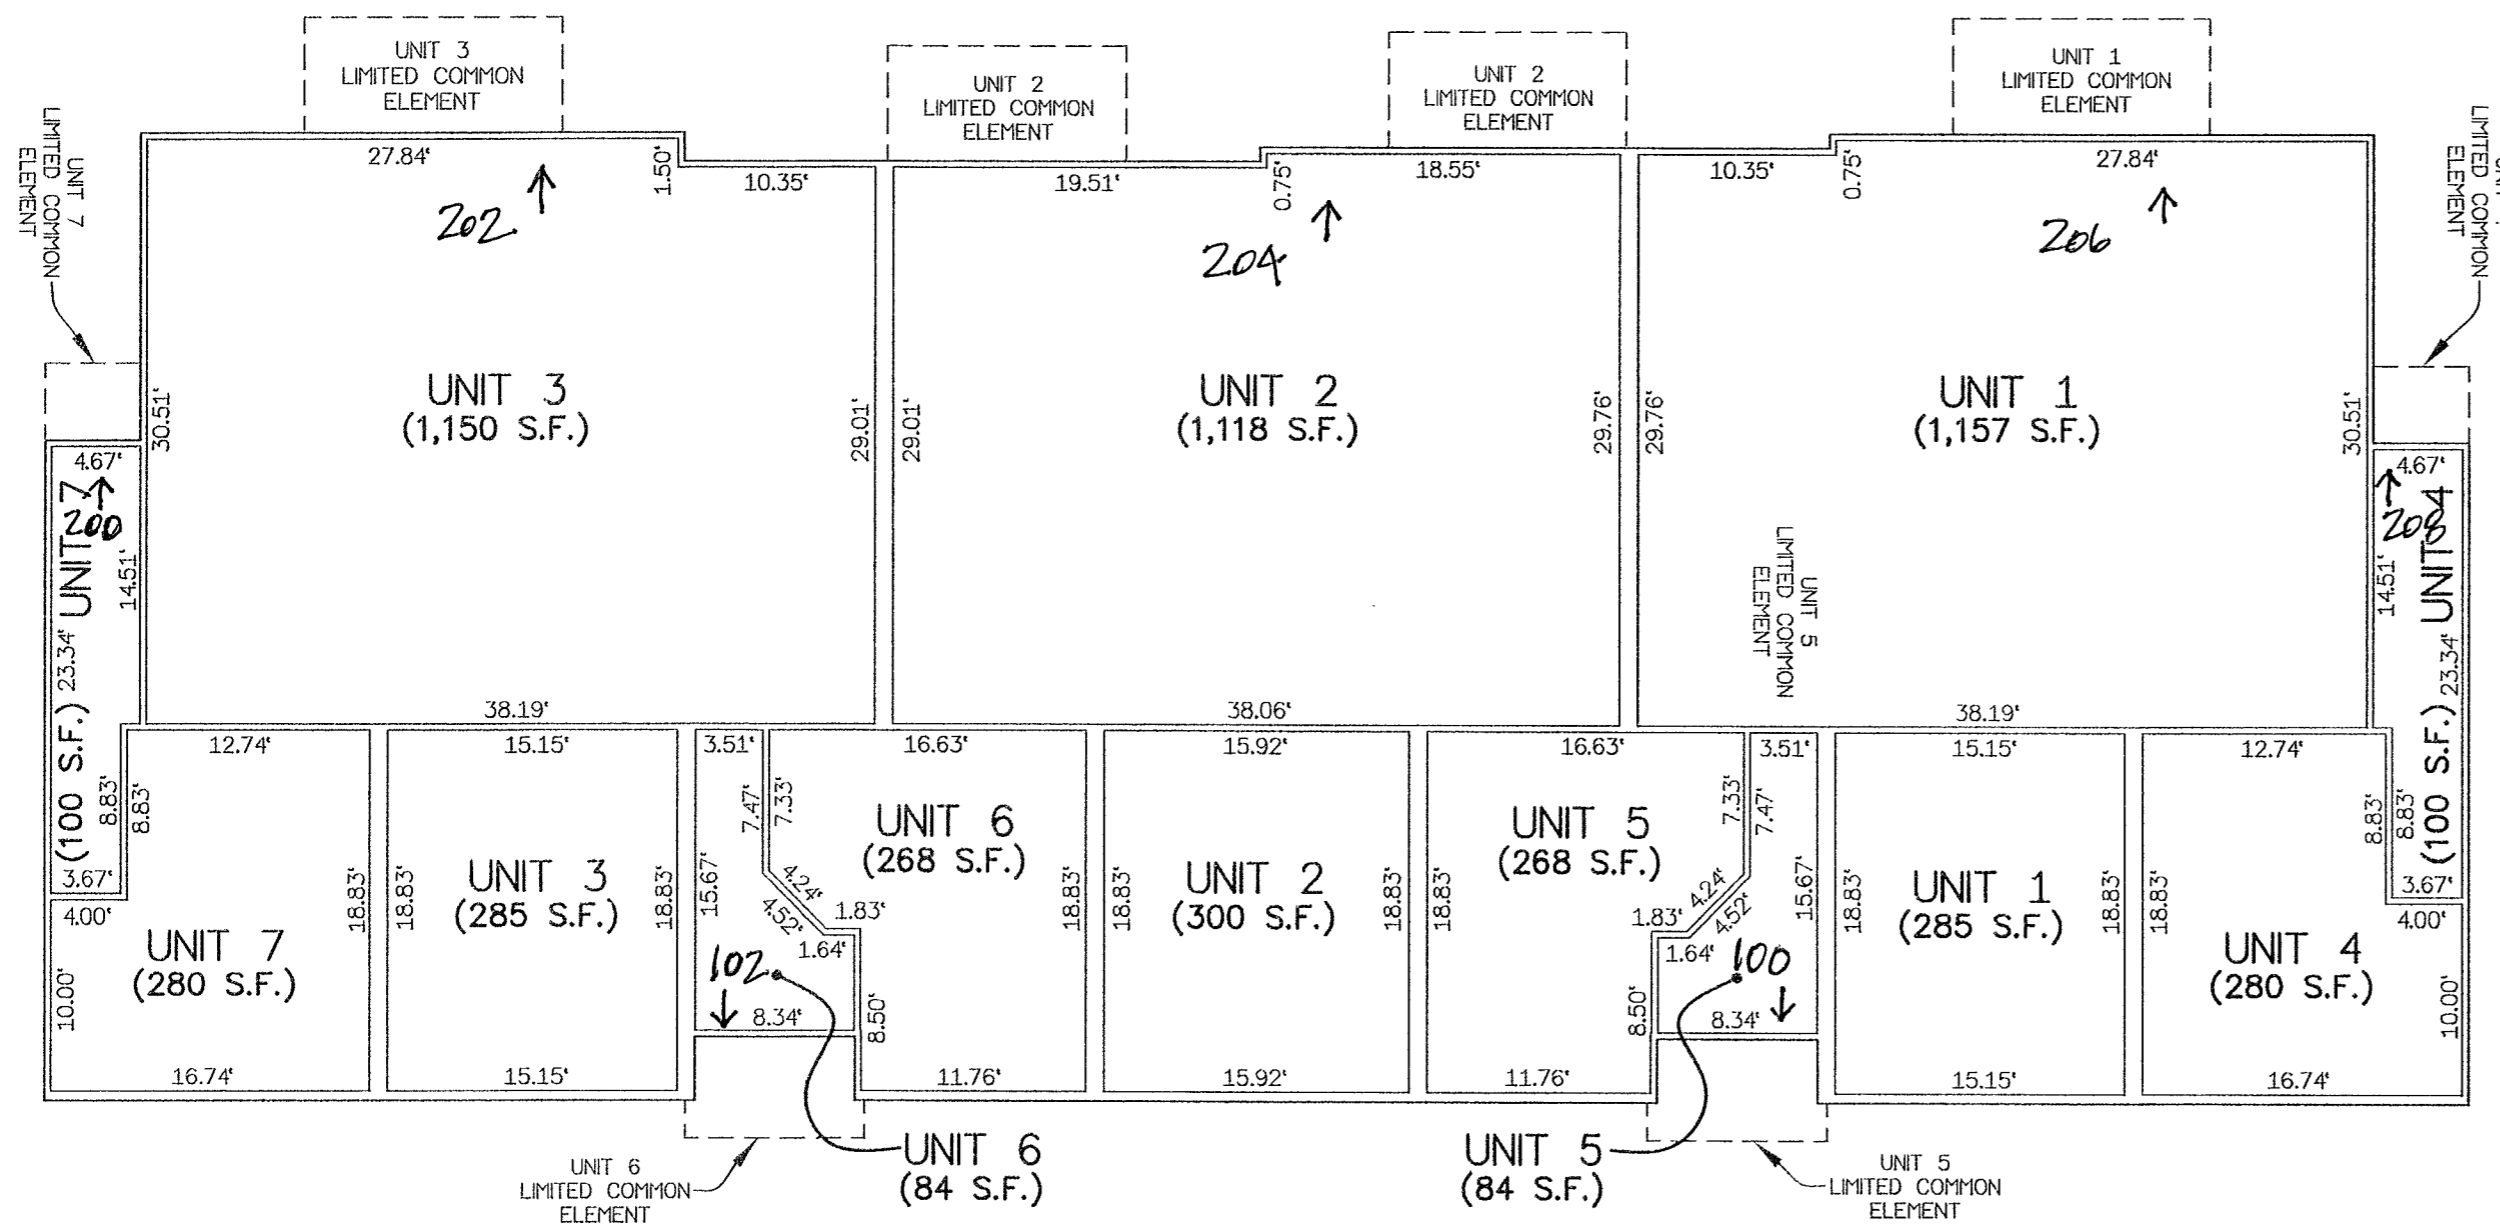 UNIT 3
LIMITED COMMON
ELEMENT
UNIT 2
LIMITED COMMON
ELEMENT
UNIT 2
LIMITED COMMON
ELEMENT
UNIT 1
LIMITED COMMON
ELEMENT
UNIT 7
LIMITED COMMON
ELEMENT
LIMITED COMMON
ELEMENT
27.84'
1.50'
10.35'
19.51'
0.75'
18.55'
10.35'
0.75'
27.84'
202
204
206
UNIT 3
(1,150 S.F.)
UNIT 2
(1,118 S.F.)
UNIT 1
(1,157 S.F.)
30.51'
29.01'
29.01'
29.76'
29.76'
30.51'
4.67'
200
14.51'
UNIT 7
(100 S.F.)
23.34'
4.67'
208
14.51'
UNIT 4
(100 S.F.)
23.34'
UNIT 5
LIMITED COMMON
ELEMENT
38.19'
38.06'
38.19'
12.74'
15.15'
3.51'
16.63'
15.92'
16.63'
3.51'
15.15'
12.74'
8.83'
8.83'
7.47'
7.33'
7.33'
7.47'
8.83'
8.83'
UNIT 6
(268 S.F.)
UNIT 5
(268 S.F.)
3.67'
4.00'
18.83'
18.83'
UNIT 3
(285 S.F.)
18.83'
15.67'
4.24'
4.52'
1.83'
1.64'
18.83'
18.83'
UNIT 2
(300 S.F.)
18.83'
18.83'
4.24'
4.52'
1.83'
1.64'
15.67'
18.83'
UNIT 1
(285 S.F.)
18.83'
18.83'
3.67'
4.00'
UNIT 7
(280 S.F.)
UNIT 4
(280 S.F.)
102
100
10.00'
8.34'
8.50'
8.50'
8.34'
10.00'
16.74'
15.15'
11.76'
15.92'
11.76'
15.15'
16.74'
UNIT 6
(84 S.F.)
UNIT 5
(84 S.F.)
UNIT 6
LIMITED COMMON
ELEMENT
UNIT 5
LIMITED COMMON
ELEMENT